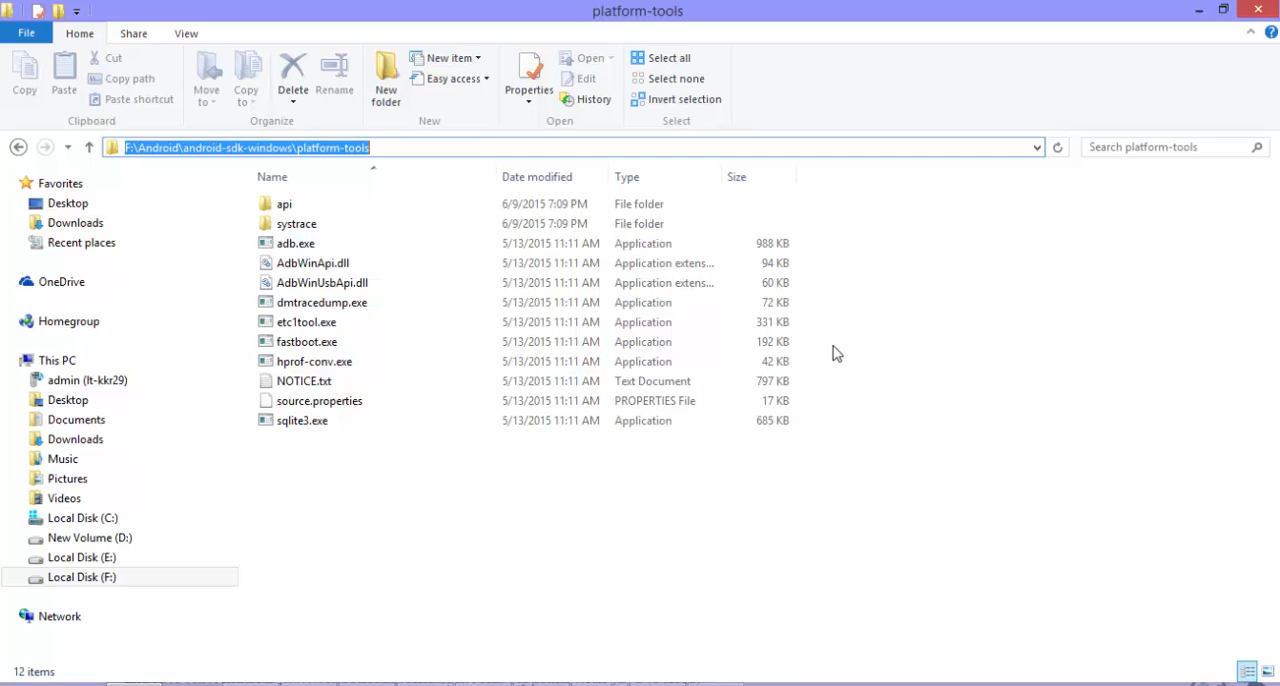 platform-tools
File Home Share View
Copy Paste Cut Copy path Paste shortcut Move to Copy to Delete Rename New folder New item Easy access Properties Open Edit History Select all Select none Invert selection
Clipboard Organize New Open Select
F:\Android\android-sdk-windows\platform-tools Search platform-tools
Name Date modified Type Size
Favorites
Desktop
Downloads
Recent places
OneDrive
Homegroup
This PC
admin (lt-kkr29)
Desktop
Documents
Downloads
Music
Pictures
Videos
Local Disk (C:)
New Volume (D:)
Local Disk (E:)
Local Disk (F:)
Network
api 6/9/2015 7:09 PM File folder
systrace 6/9/2015 7:09 PM File folder
adb.exe 5/13/2015 11:11 AM Application 988 KB
AdbWinApi.dll 5/13/2015 11:11 AM Application extens... 94 KB
AdbWinUsbApi.dll 5/13/2015 11:11 AM Application extens... 60 KB
dmtracedump.exe 5/13/2015 11:11 AM Application 72 KB
etc1tool.exe 5/13/2015 11:11 AM Application 331 KB
fastboot.exe 5/13/2015 11:11 AM Application 192 KB
hprof-conv.exe 5/13/2015 11:11 AM Application 42 KB
NOTICE.txt 5/13/2015 11:11 AM Text Document 797 KB
source.properties 5/13/2015 11:11 AM PROPERTIES File 17 KB
sqlite3.exe 5/13/2015 11:11 AM Application 685 KB
12 items